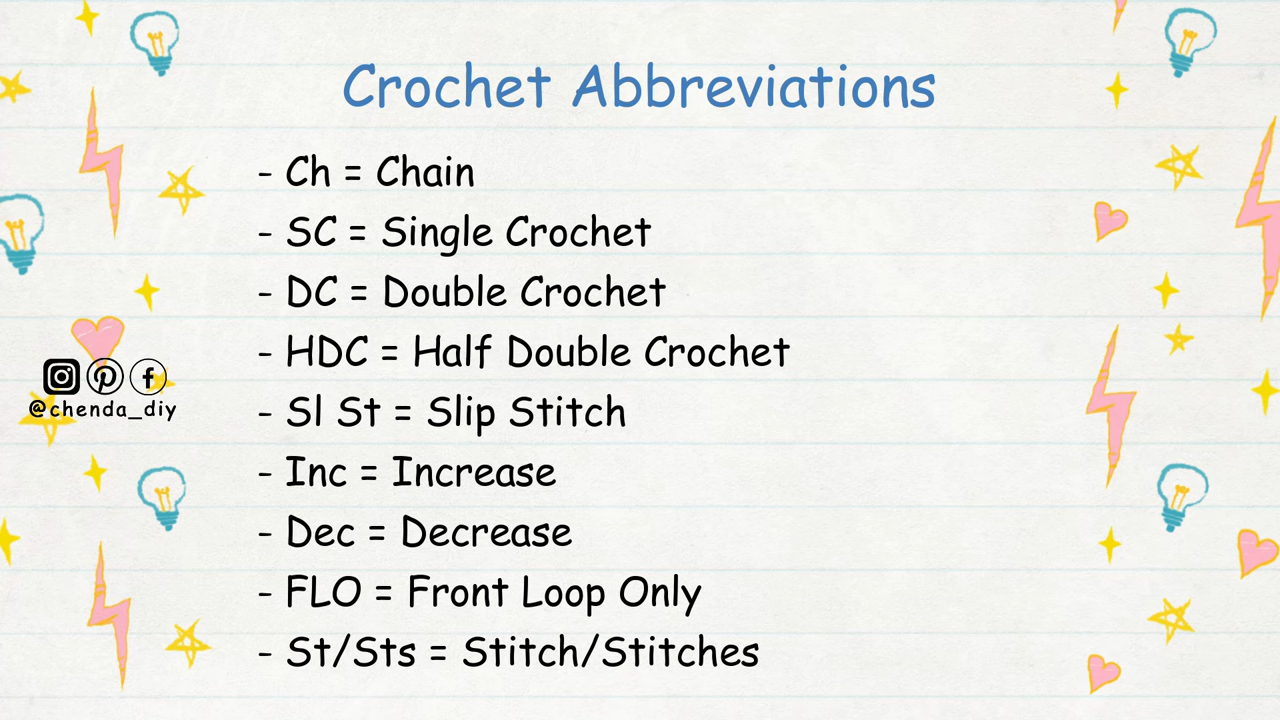 Crochet Abbreviations
- Ch = Chain
- SC = Single Crochet
- DC = Double Crochet
- HDC = Half Double Crochet
- Sl St = Slip Stitch
- Inc = Increase
- Dec = Decrease
- FLO = Front Loop Only
- St/Sts = Stitch/Stitches
@chenda_diy